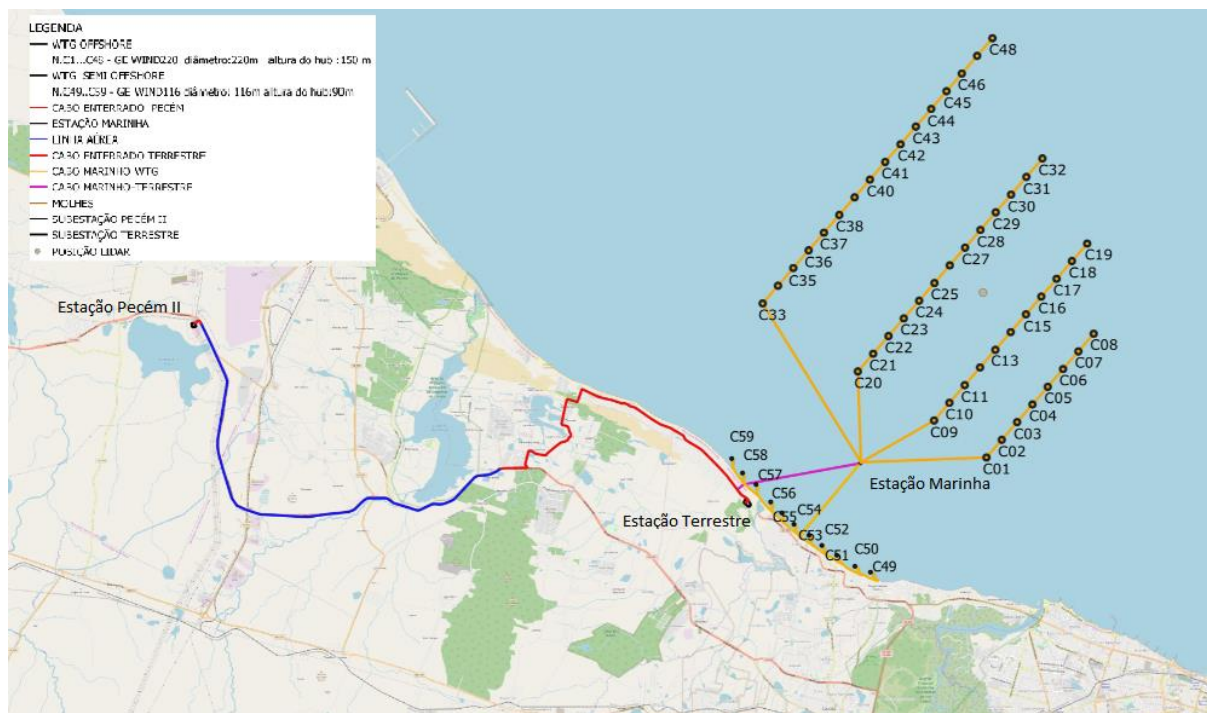 LEGENDA
WTG OFFSHORE
N.C1...C48 - GE WIND220 diâmetro:220m altura do hub :150 m
WTG SEMI OFFSHORE
N.C49..C59 - GE WIND116 diâmetro: 116m altura do hub:90m
CABO ENTERRADO PECÉM
ESTAÇÃO MARINHA
LINHA AÉREA
CABO ENTERRADO TERRESTRE
CABO MARINHO WTG
CABO MARINHO-TERRESTRE
MOLHES
SUBESTAÇÃO PECÉM II
SUBESTAÇÃO TERRESTRE
POSIÇÃO LIDAR
C48
C46
C45
C44
C43
C42
C41
C40
C38
C37
C36
C35
C33
C32
C31
C30
C29
C28
C27
C25
C24
C23
C22
C21
C20
C19
C18
C17
C16
C15
C13
C11
C10
C09
C08
C07
C06
C05
C04
C03
C02
C01
Estação Pecém II
Estação Marinha
Estação Terrestre
C59
C58
C57
C56
C55
C54
C53
C52
C51
C50
C49